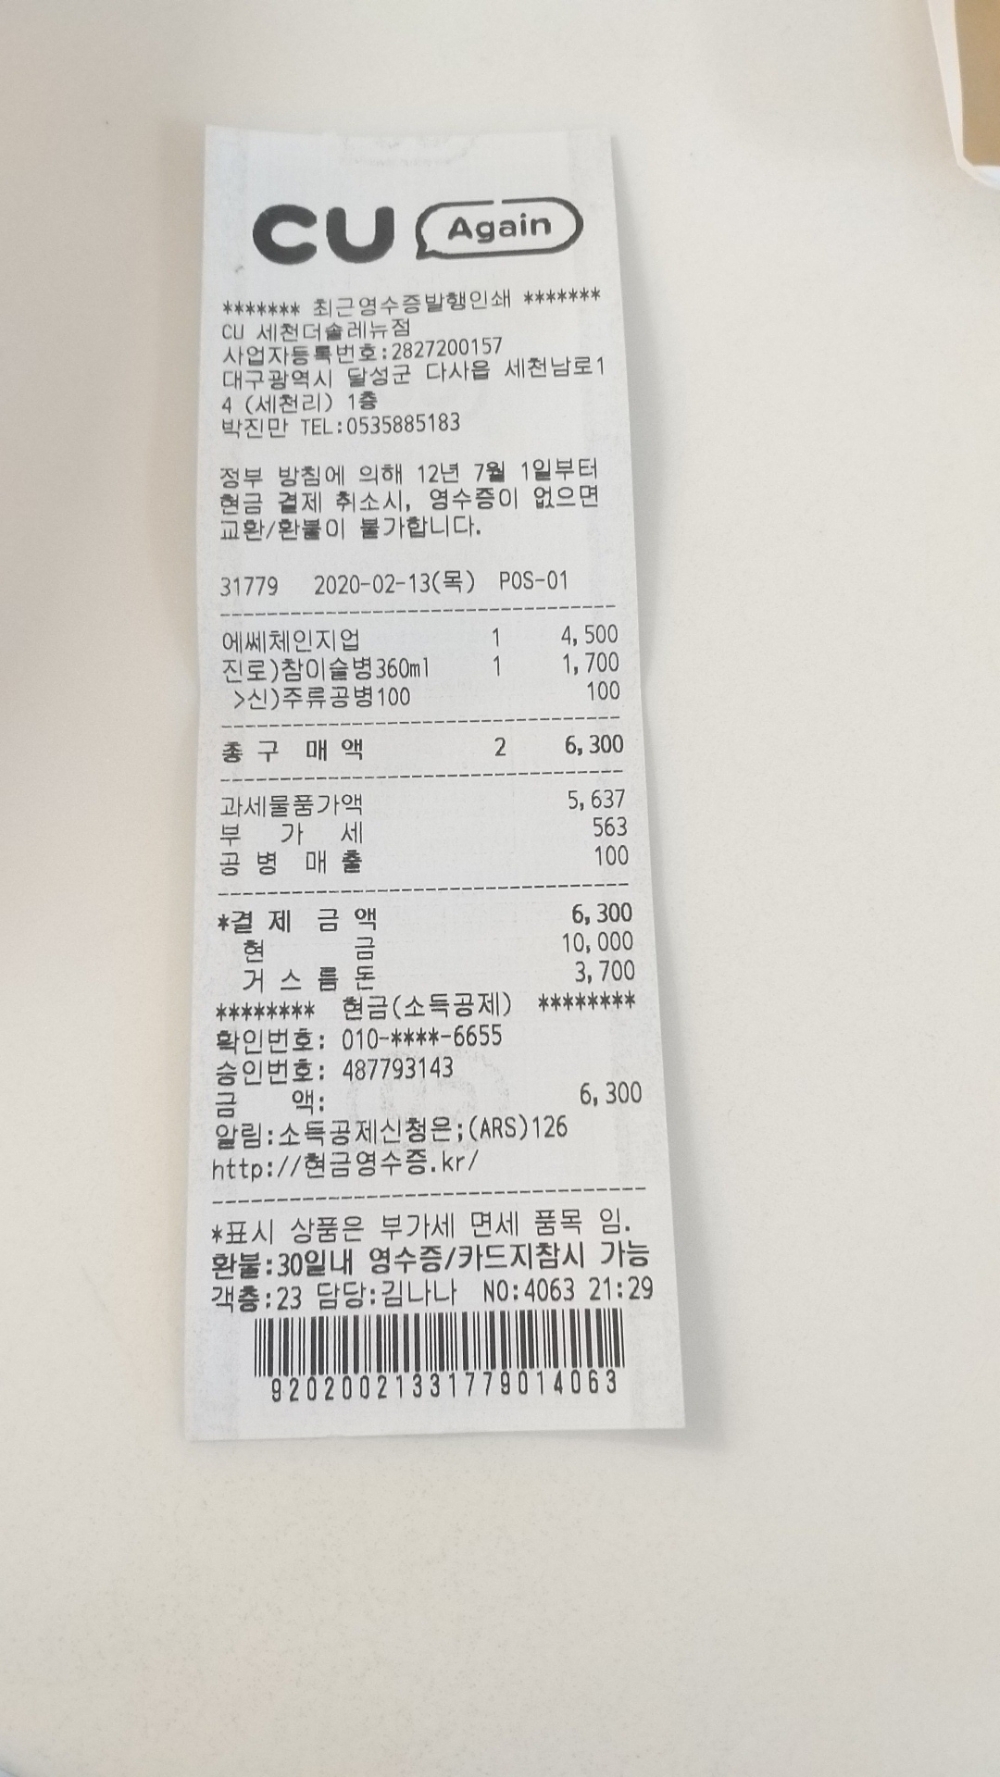 CU Again
******* 최근영수증발행인쇄 *******
CU 세천더솔레뉴점
사업자등록번호:2827200157
대구광역시 달성군 다사읍 세천남로1
4 (세천리) 1층
박진만 TEL:0535885183
정부 방침에 의해 12년 7월 1일부터
현금 결제 취소시, 영수증이 없으면
교환/환불이 불가합니다.
31779 2020-02-13(목) POS-01
에쎄체인지업 1 4,500
진로)참이슬병360ml 1 1,700
>신)주류공병100 100
총 구 매 액 2 6,300
과세물품가액 5,637
부 가 세 563
공 병 매 출 100
*결 제 금 액 6,300
현 금 10,000
거 스 름 돈 3,700
******** 현금(소득공제) ********
확인번호: 010-****-6655
승인번호: 487793143
금 액: 6,300
알림:소득공제신청은;(ARS)126
http://현금영수증.kr/
*표시 상품은 부가세 면세 품목 임.
환불:30일내 영수증/카드지참시 가능
객층:23 담당:김나나 NO:4063 21:29
92020021331779014063